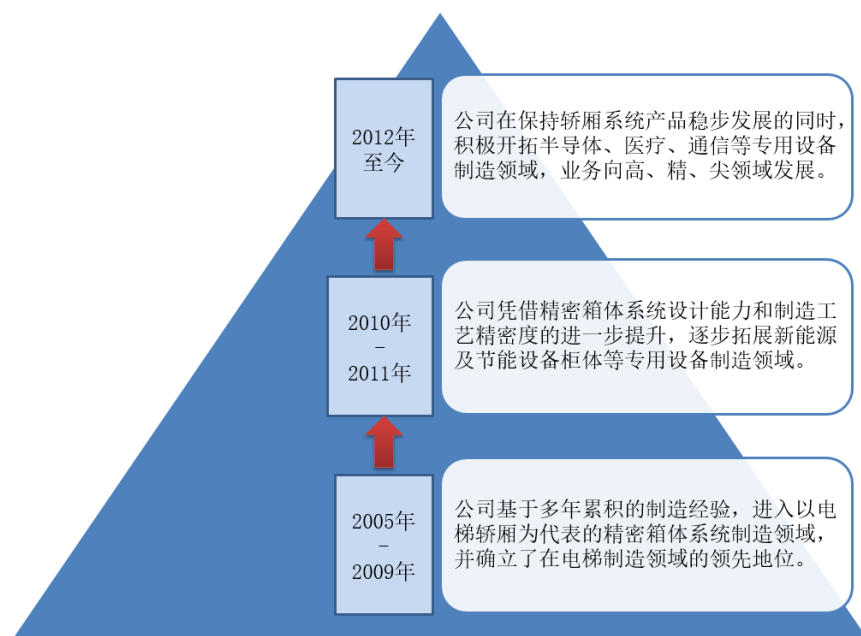 2012年
至今
公司在保持轿厢系统产品稳步发展的同时，
积极开拓半导体、医疗、通信等专用设备
制造领域，业务向高、精、尖领域发展。
2010年
–
2011年
公司凭借精密箱体系统设计能力和制造工
艺精密度的进一步提升，逐步拓展新能源
及节能设备柜体等专用设备制造领域。
2005年
–
2009年
公司基于多年累积的制造经验，进入以电
梯轿厢为代表的精密箱体系统制造领域，
并确立了在电梯制造领域的领先地位。